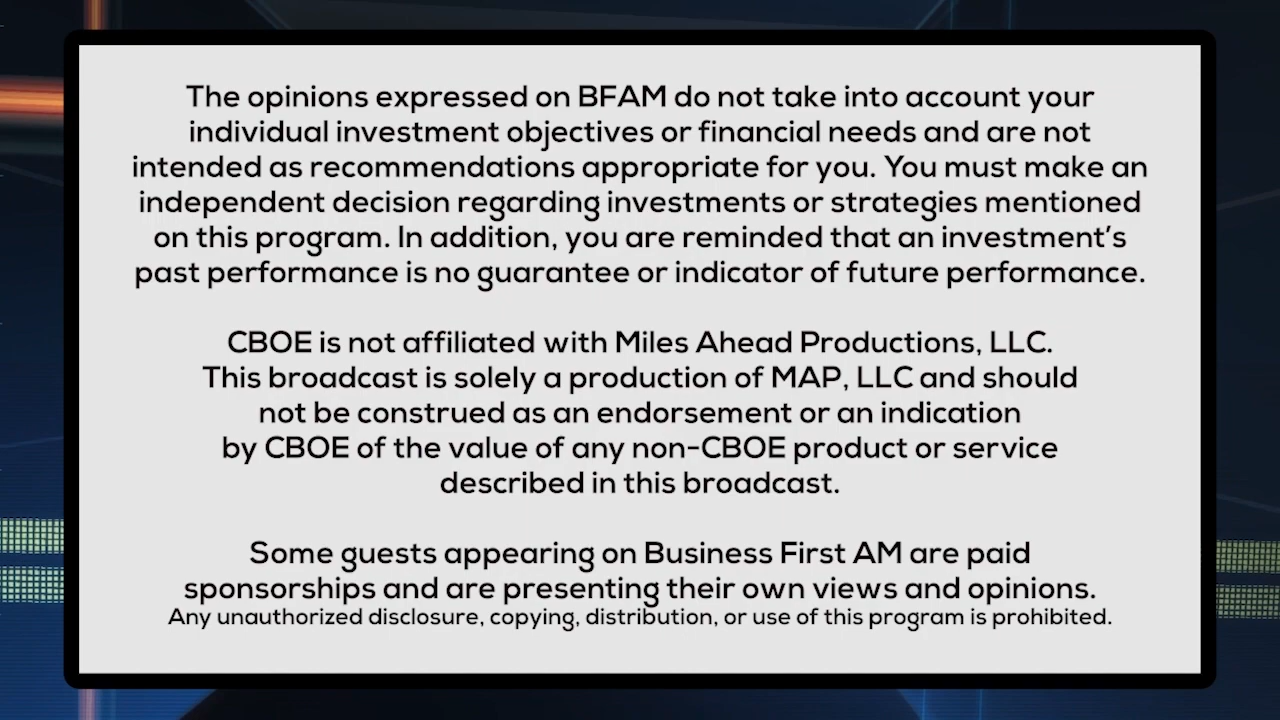 The opinions expressed on BFAM do not take into account your
individual investment objectives or financial needs and are not
intended as recommendations appropriate for you. You must make an
independent decision regarding investments or strategies mentioned
on this program. In addition, you are reminded that an investment's
past performance is no guarantee or indicator of future performance.
CBOE is not affiliated with Miles Ahead Productions, LLC.
This broadcast is solely a production of MAP, LLC and should
not be construed as an endorsement or an indication
by CBOE of the value of any non-CBOE product or service
described in this broadcast.
Some guests appearing on Business First AM are paid
sponsorships and are presenting their own views and opinions.
Any unauthorized disclosure, copying, distribution, or use of this program is prohibited.